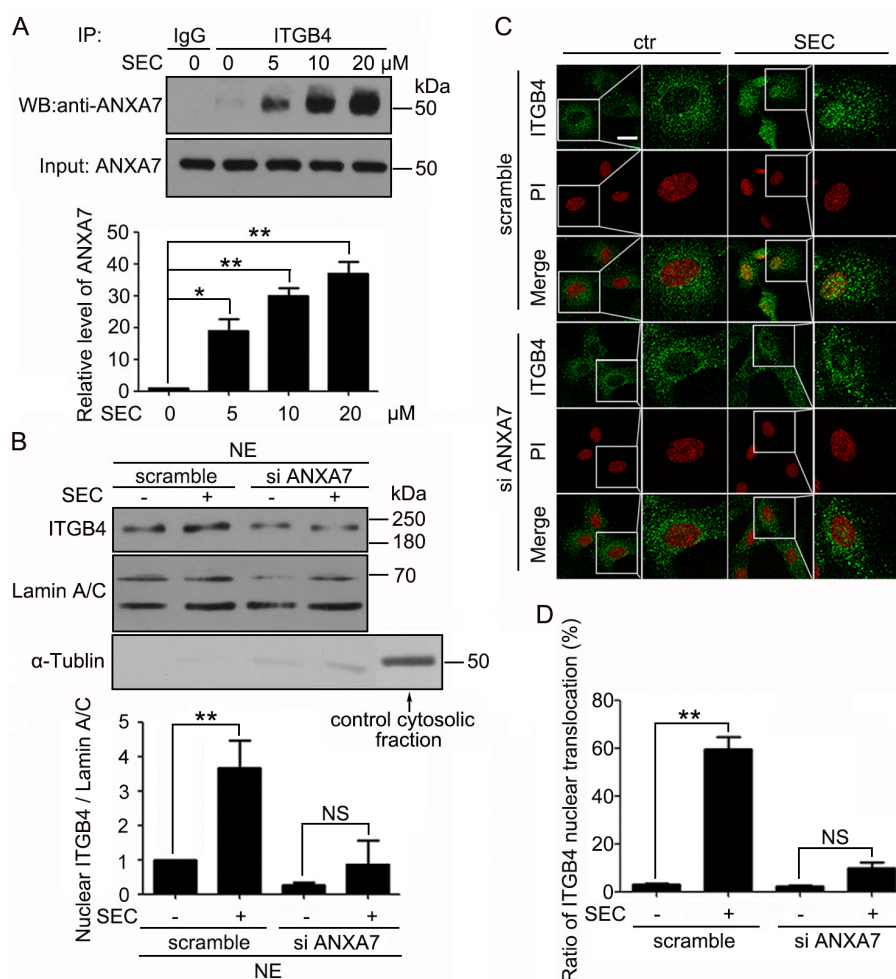 A
IP: IgG ITGB4
SEC 0 0 5 10 20 μM
kDa
WB:anti-ANXA7 50
Input: ANXA7 50
Relative level of ANXA7
50
40
30
20
10
0
** 
**
*
SEC 0 5 10 20 μM
B
NE
scramble si ANXA7
SEC - + - + kDa
ITGB4 250
180
Lamin A/C 70
α-Tublin 50
control cytosolic
fraction
Nuclear ITGB4 / Lamin A/C
5
4
3
2
1
0
**
NS
SEC - + - +
scramble si ANXA7
NE
C
ctr SEC
scramble
ITGB4
PI
Merge
si ANXA7
ITGB4
PI
Merge
D
Ratio of ITGB4 nuclear translocation (%)
80
60
40
20
0
**
NS
SEC - + - +
scramble si ANXA7